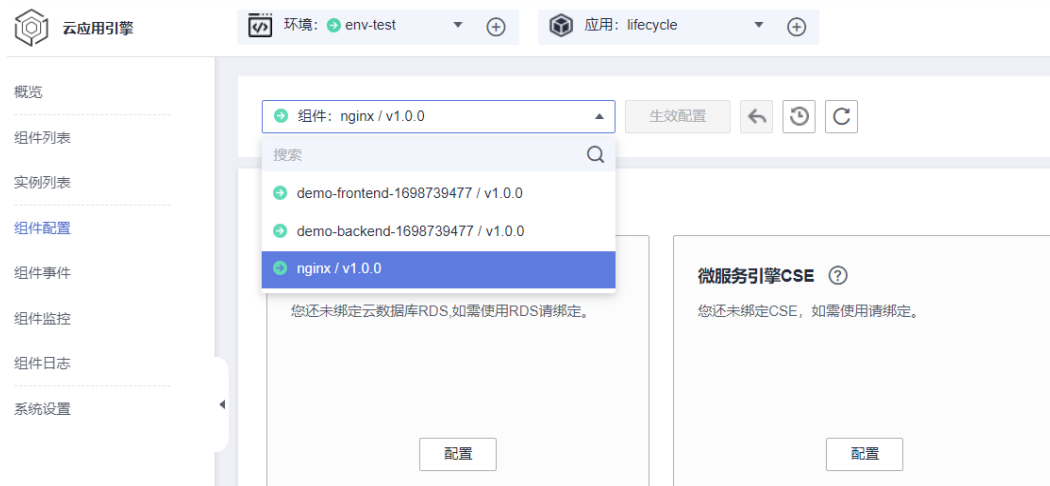 云应用引擎
环境：env-test
应用：lifecycle
概览
组件列表
实例列表
组件配置
组件事件
组件监控
组件日志
系统设置
组件：nginx / v1.0.0
生效配置
搜索
demo-frontend-1698739477 / v1.0.0
demo-backend-1698739477 / v1.0.0
nginx / v1.0.0
您还未绑定云数据库RDS,如需使用RDS请绑定。
配置
微服务引擎CSE
您还未绑定CSE，如需使用请绑定。
配置